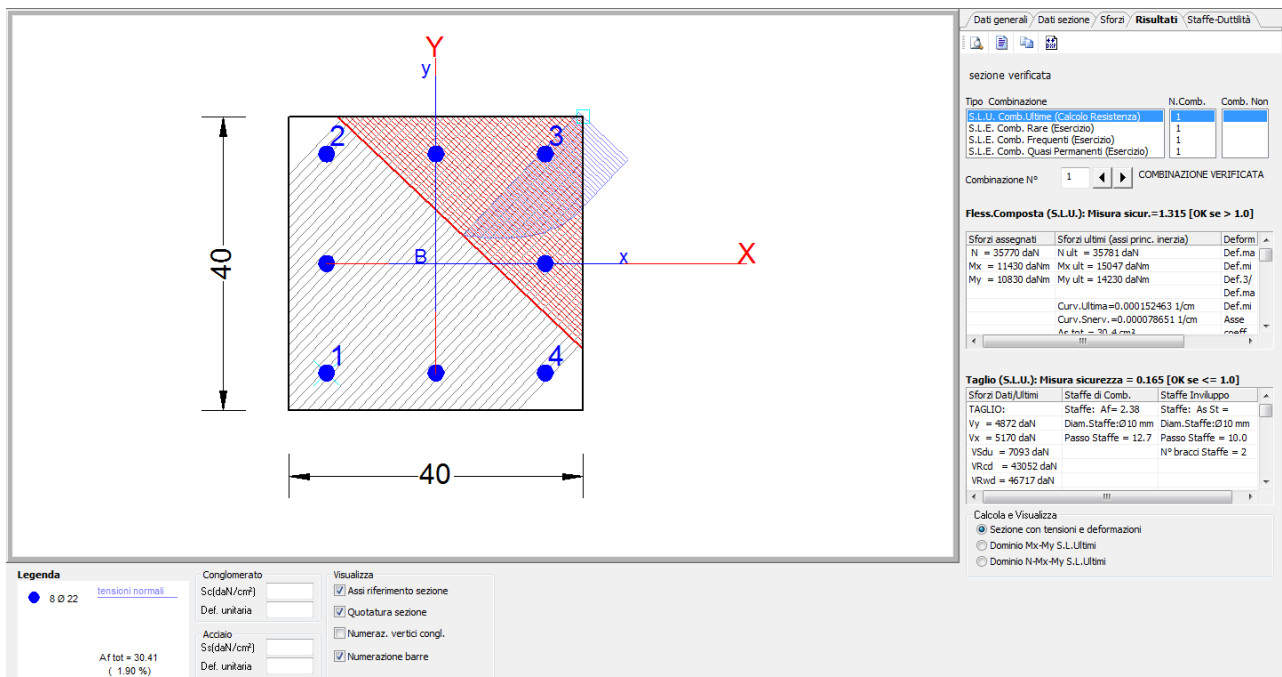 Dati generali Dati sezione Sforzi Risultati Staffe-Duttilità
sezione verificata
Tipo Combinazione N.Comb. Comb. Non
S.L.U. Comb.Ultime (Calcolo Resistenza) 1
S.L.E. Comb. Rare (Esercizio) 1
S.L.E. Comb. Frequenti (Esercizio) 1
S.L.E. Comb. Quasi Permanenti (Esercizio) 1
Combinazione N° 1 COMBINAZIONE VERIFICATA
Fless.Composta (S.L.U.): Misura sicur.=1.315 [OK se > 1.0]
Sforzi assegnati Sforzi ultimi (assi princ. inerzia) Deform
N = 35770 daN N ult = 35781 daN Def.ma
Mx = 11430 daNm Mx ult = 15047 daNm Def.mi
My = 10830 daNm My ult = 14230 daNm Def.3/
Def.ma
Curv.Ultima=0.000152463 1/cm Def.mi
Curv.Snerv.=0.000078651 1/cm Asse
As tot = 30.4 cm² coeff
Taglio (S.L.U.): Misura sicurezza = 0.165 [OK se <= 1.0]
Sforzi Dati/Ultimi Staffe di Comb. Staffe Inviluppo
TAGLIO: Staffe: Af= 2.38 Staffe: As St =
Vy = 4872 daN Diam.Staffe:Ø10 mm Diam.Staffe:Ø10 mm
Vx = 5170 daN Passo Staffe = 12.7 Passo Staffe = 10.0
VSdu = 7093 daN N° bracci Staffe = 2
VRcd = 43052 daN
VRwd = 46717 daN
Calcola e Visualizza
Sezione con tensioni e deformazioni
Dominio Mx-My S.L.Ultimi
Dominio N-Mx-My S.L.Ultimi
Y
y
2 3
40
B x X
1 4
40
Legenda
8 Ø 22 tensioni normali
Af tot = 30.41
( 1.90 %)
Conglomerato
Sc(daN/cm²)
Def. unitaria
Acciaio
Ss(daN/cm²)
Def. unitaria
Visualizza
Assi riferimento sezione
Quotatura sezione
Numeraz. vertici congl.
Numerazione barre